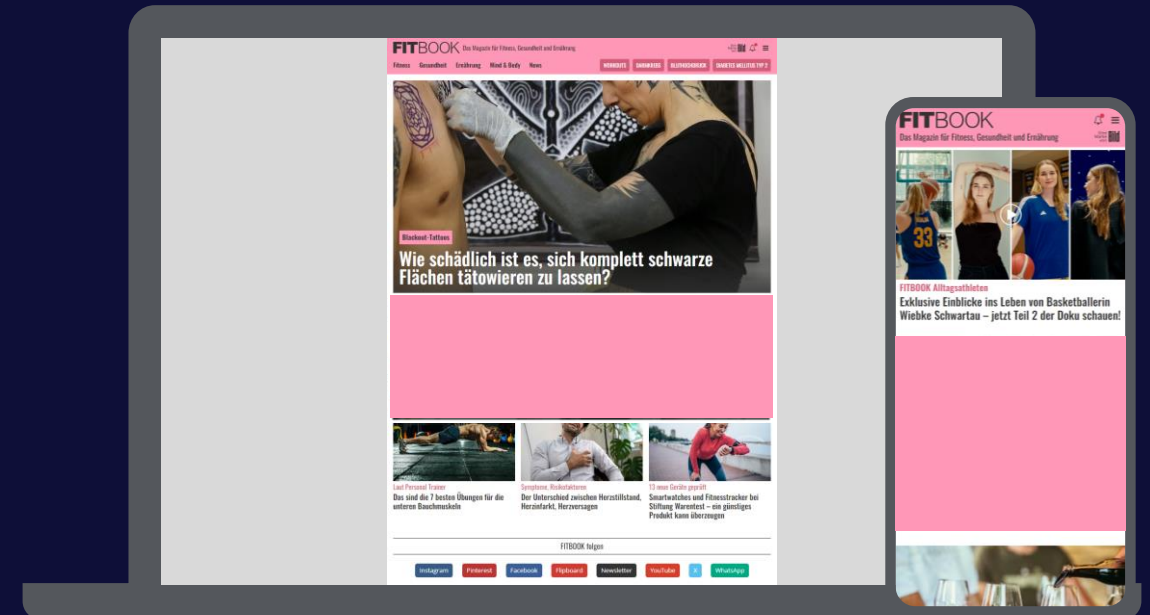 FITBOOK Das Magazin für Fitness, Gesundheit und Ernährung
Fitness Gesundheit Ernährung Mind & Body News WORKOUTS DARMKREBS BLUTHOCHDRUCK DIABETES MELLITUS TYP 2
Blackout-Tattoos
Wie schädlich ist es, sich komplett schwarze
Flächen tätowieren zu lassen?
Laut Personal Trainer
Das sind die 7 besten Übungen für die
unteren Bauchmuskeln
Symptome, Risikofaktoren
Der Unterschied zwischen Herzstillstand,
Herzinfarkt, Herzversagen
13 neue Geräte geprüft
Smartwatches und Fitnesstracker bei
Stiftung Warentest – ein günstiges
Produkt kann überzeugen
FITBOOK folgen
Instagram Pinterest Facebook Flipboard Newsletter YouTube X WhatsApp
FITBOOK
Das Magazin für Fitness, Gesundheit und Ernährung
33
FITBOOK Alltagsathleten
Exklusive Einblicke ins Leben von Basketballerin
Wiebke Schwartau – jetzt Teil 2 der Doku schauen!